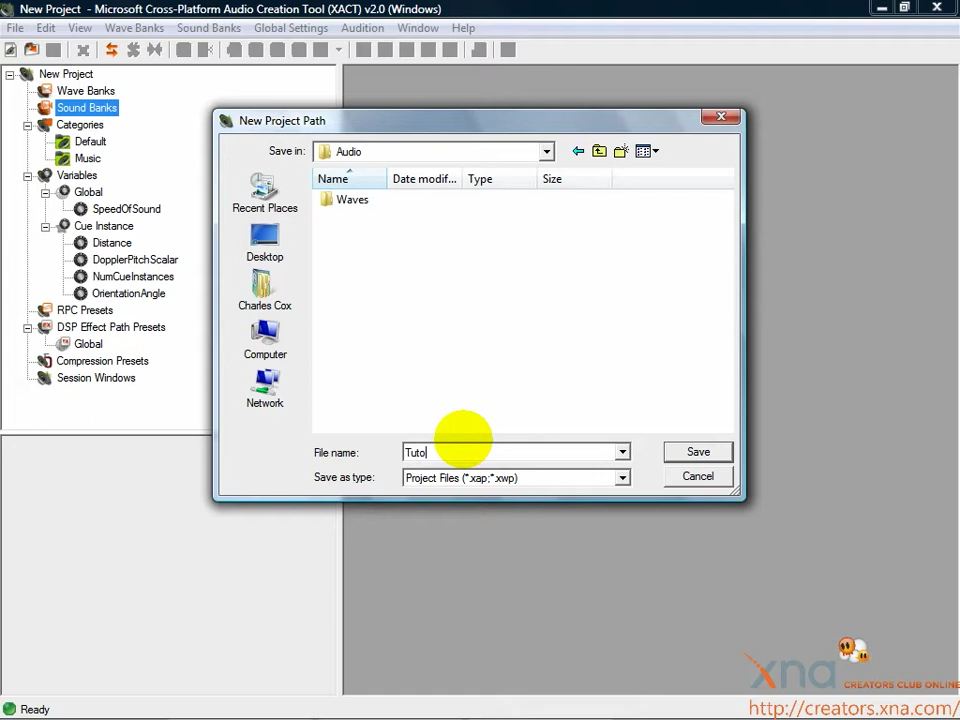 New Project - Microsoft Cross-Platform Audio Creation Tool (XACT) v2.0 (Windows)
File Edit View Wave Banks Sound Banks Global Settings Audition Window Help
New Project
Wave Banks
Sound Banks
Categories
Default
Music
Variables
Global
SpeedOfSound
Cue Instance
Distance
DopplerPitchScalar
NumCueInstances
OrientationAngle
RPC Presets
DSP Effect Path Presets
Global
Compression Presets
Session Windows
New Project Path
Save in: Audio
Name Date modif... Type Size
Waves
Recent Places
Desktop
Charles Cox
Computer
Network
File name: Tuto Save
Save as type: Project Files (*.xap;*.xwp) Cancel
xna CREATORS CLUB ONLINE
http://creators.xna.com/
Ready